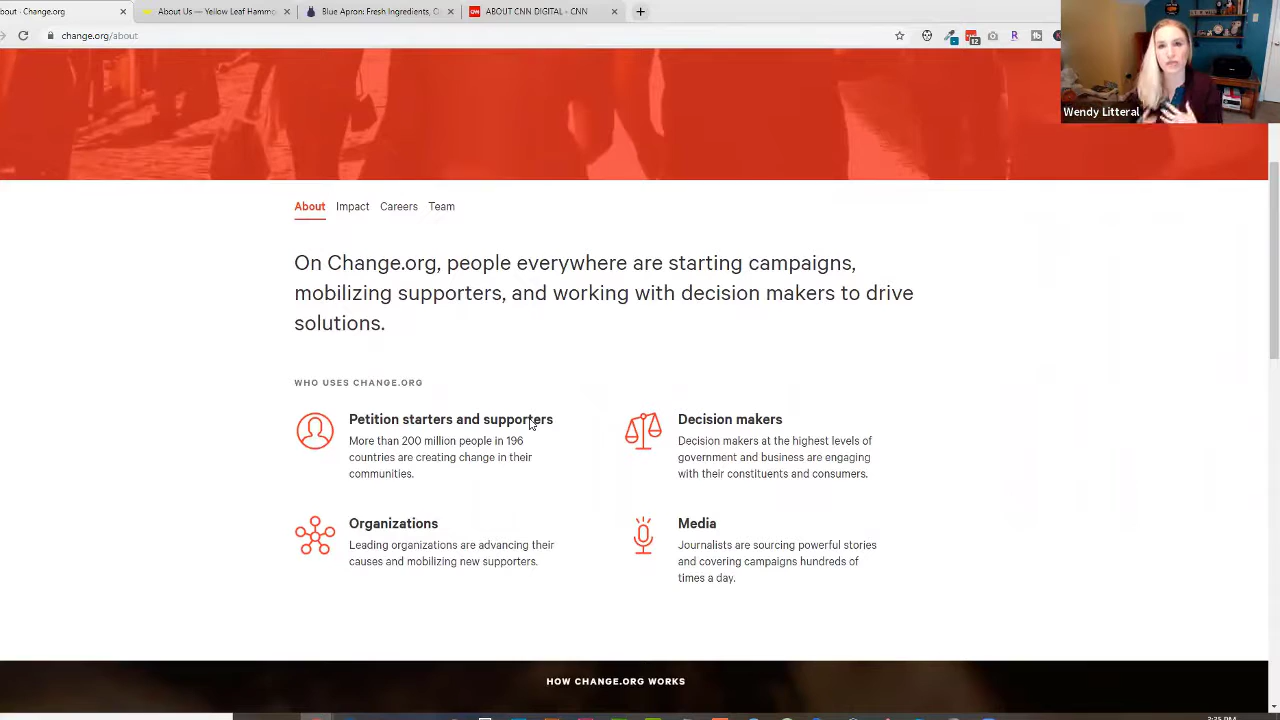 bout · Change.org
About Us — Yellow Leaf Hammo
Blue Apron: Fresh Ingredients, O
ABOUT CNN DIGITAL - CNN
change.org/about
12
Wendy Litteral
About Impact Careers Team
On Change.org, people everywhere are starting campaigns,
mobilizing supporters, and working with decision makers to drive
solutions.
WHO USES CHANGE.ORG
Petition starters and supporters
More than 200 million people in 196
countries are creating change in their
communities.
Decision makers
Decision makers at the highest levels of
government and business are engaging
with their constituents and consumers.
Organizations
Leading organizations are advancing their
causes and mobilizing new supporters.
Media
Journalists are sourcing powerful stories
and covering campaigns hundreds of
times a day.
HOW CHANGE.ORG WORKS